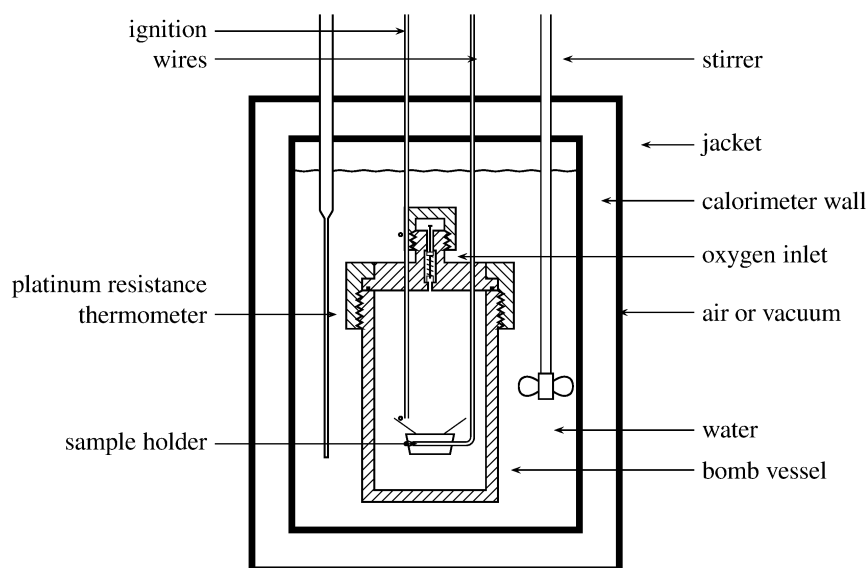 ignition
wires
stirrer
jacket
calorimeter wall
oxygen inlet
platinum resistance
thermometer
air or vacuum
sample holder
water
bomb vessel